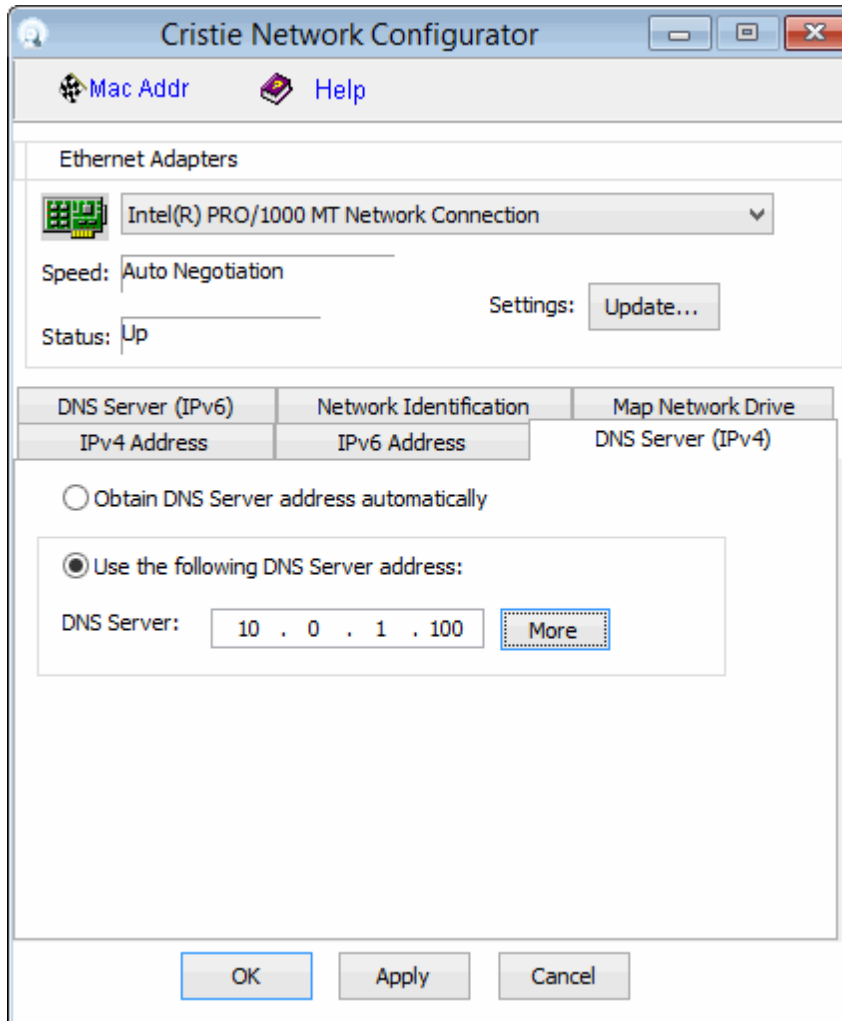 Cristie Network Configurator
Mac Addr Help
Ethernet Adapters
Intel(R) PRO/1000 MT Network Connection
Speed: Auto Negotiation
Settings: Update...
Status: Up
DNS Server (IPv6) Network Identification Map Network Drive
IPv4 Address IPv6 Address DNS Server (IPv4)
Obtain DNS Server address automatically
Use the following DNS Server address:
DNS Server: 10 . 0 . 1 . 100 More
OK Apply Cancel